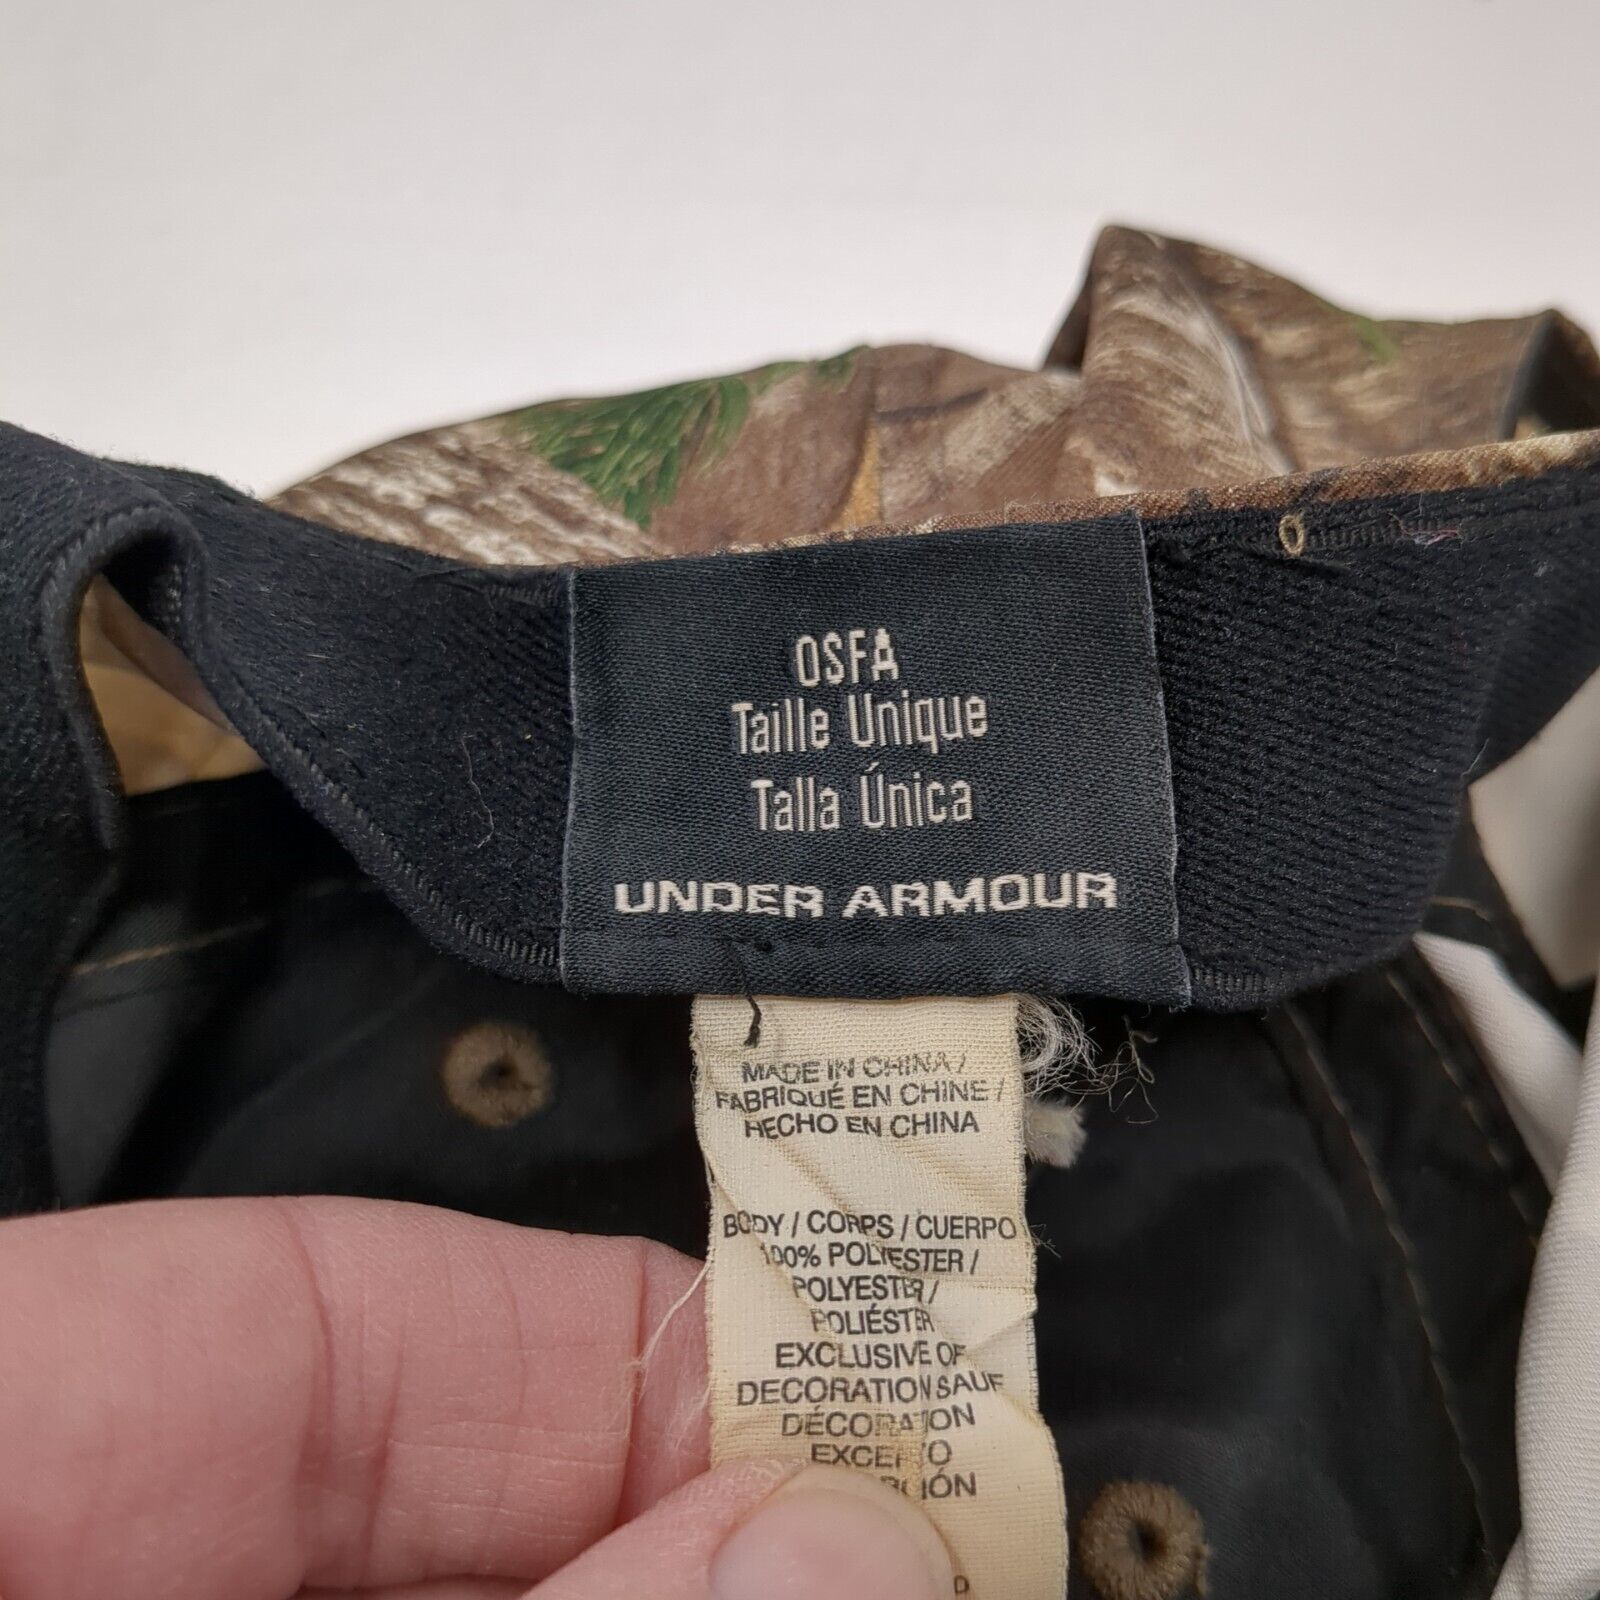 OSFA
Taille Unique
Talla Única
UNDER ARMOUR
MADE IN CHINA /
FABRIQUÉ EN CHINE /
HECHO EN CHINA
BODY / CORPS / CUERPO
100% POLYESTER /
POLYESTER /
POLIÉSTER
EXCLUSIVE OF
DECORATION SAUF
DÉCORATION
EXCEPTO